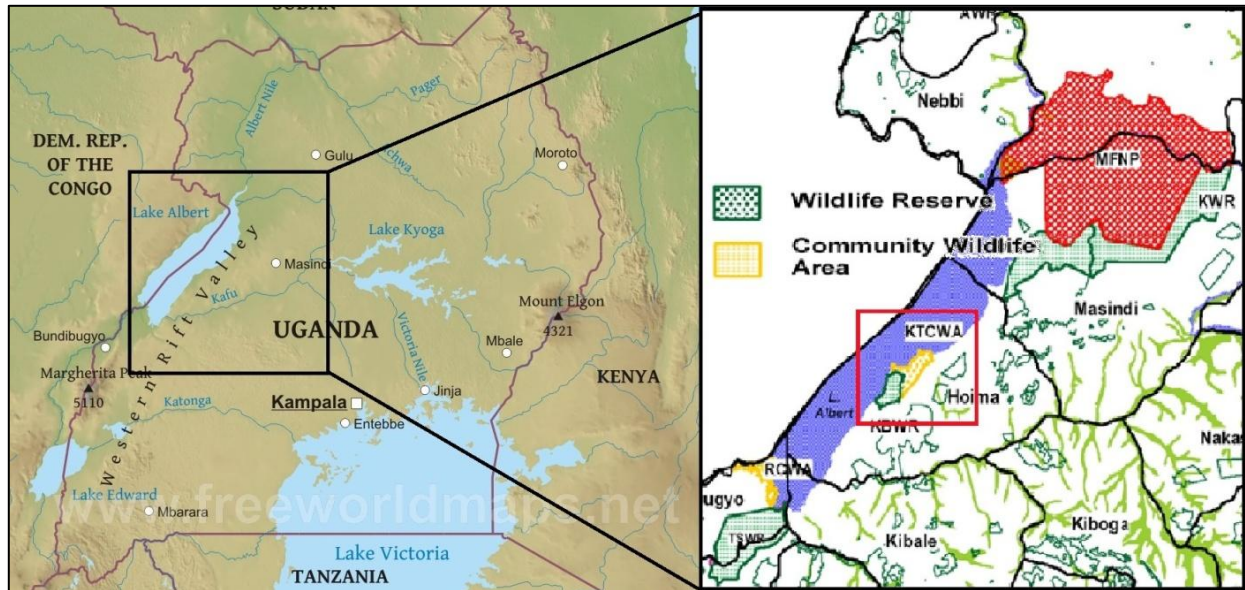 SUDAN
DEM. REP.
OF THE
CONGO
Albert Nile
Pager
Gulu
Moroto
Lake Albert
Lake Kyoga
Masindi
Western Rift Valley
Kafu
UGANDA
Victoria Nile
Mount Elgon
4321
Bundibugyo
Mbale
KENYA
Margherita Peak
5110
Katonga
Kampala
Jinja
Entebbe
Lake Edward
www.freeworldmaps.net
Mbarara
Lake Victoria
TANZANIA
AWR
Nebbi
MFNP
KWR
Wildlife Reserve
Community Wildlife
Area
Masindi
KTCWA
L.
Albert
Hoima
KBWR
Nakas
RCWA
ugyo
Kiboga
TSWR
Kibale